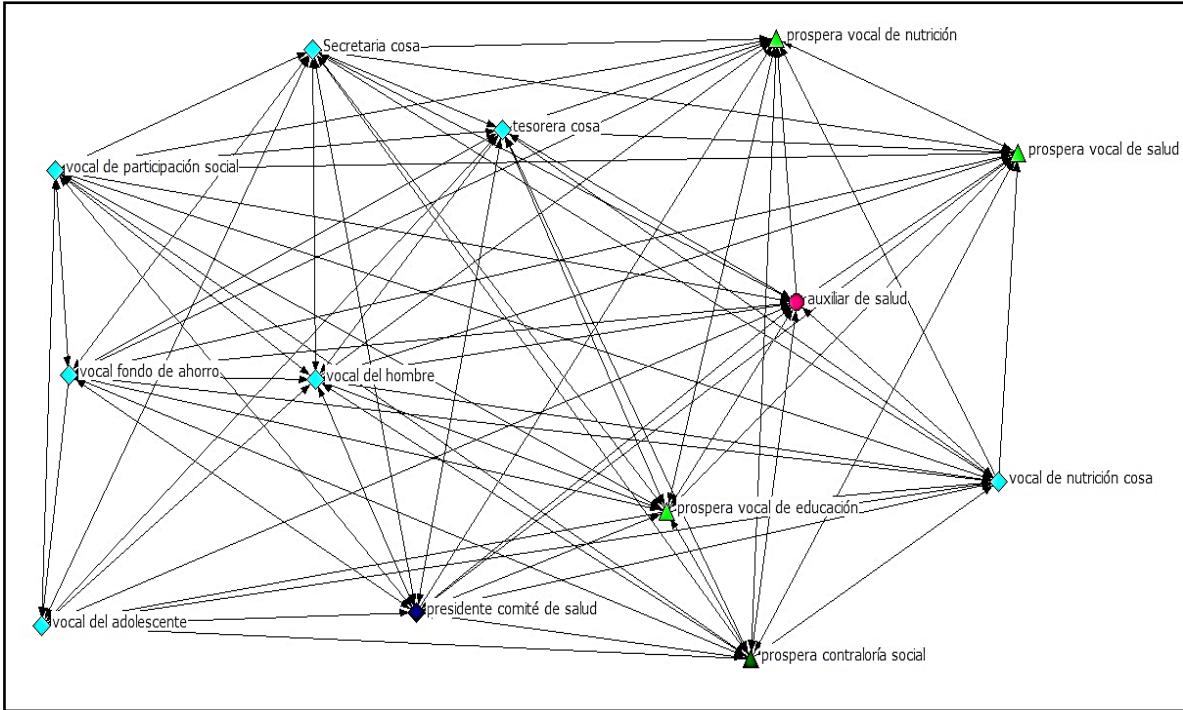 Secretaria cosa
prospera vocal de nutrición
tesorera cosa
prospera vocal de salud
vocal de participación social
auxiliar de salud
vocal fondo de ahorro
vocal del hombre
vocal de nutrición cosa
prospera vocal de educación
presidente comité de salud
vocal del adolescente
prospera contraloría social